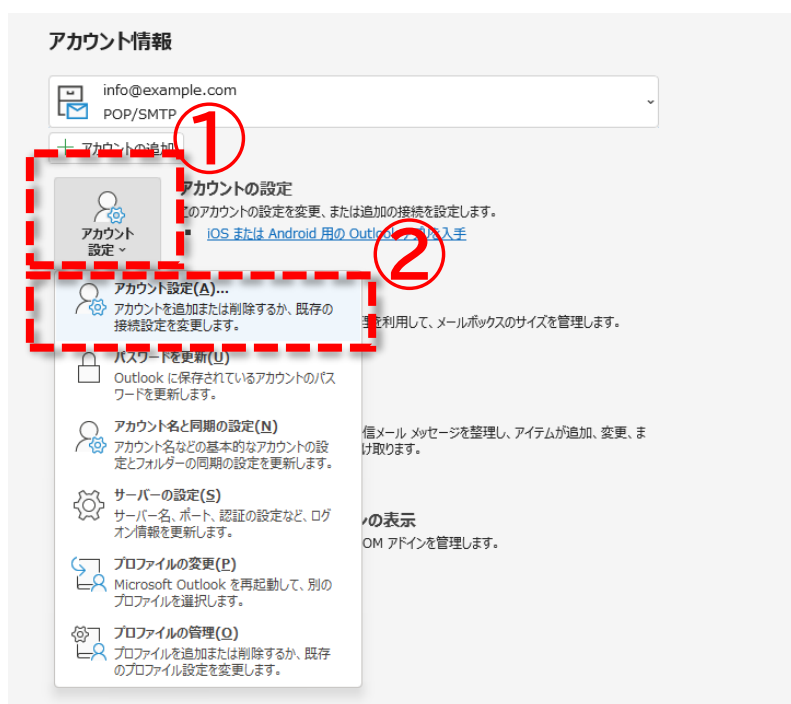 アカウント情報
info@example.com
POP/SMTP
①
アカウントの追加
アカウントの設定
このアカウントの設定を変更、または追加の接続を設定します。
アカウント
設定
iOS または Android 用の Outlook アプリを入手
②
アカウント設定(A)...
アカウントを追加または削除するか、既存の
接続設定を変更します。
を利用して、メールボックスのサイズを管理します。
パスワードを更新(U)
Outlook に保存されているアカウントのパス
ワードを更新します。
アカウント名と同期の設定(N)
アカウント名などの基本的なアカウントの設
定とフォルダーの同期の設定を更新します。
信メール メッセージを整理し、アイテムが追加、変更、ま
け取ります。
サーバーの設定(S)
サーバー名、ポート、認証の設定など、ログ
オン情報を更新します。
ンの表示
OM アドインを管理します。
プロファイルの変更(P)
Microsoft Outlook を再起動して、別の
プロファイルを選択します。
プロファイルの管理(O)
プロファイルを追加または削除するか、既存
のプロファイル設定を変更します。